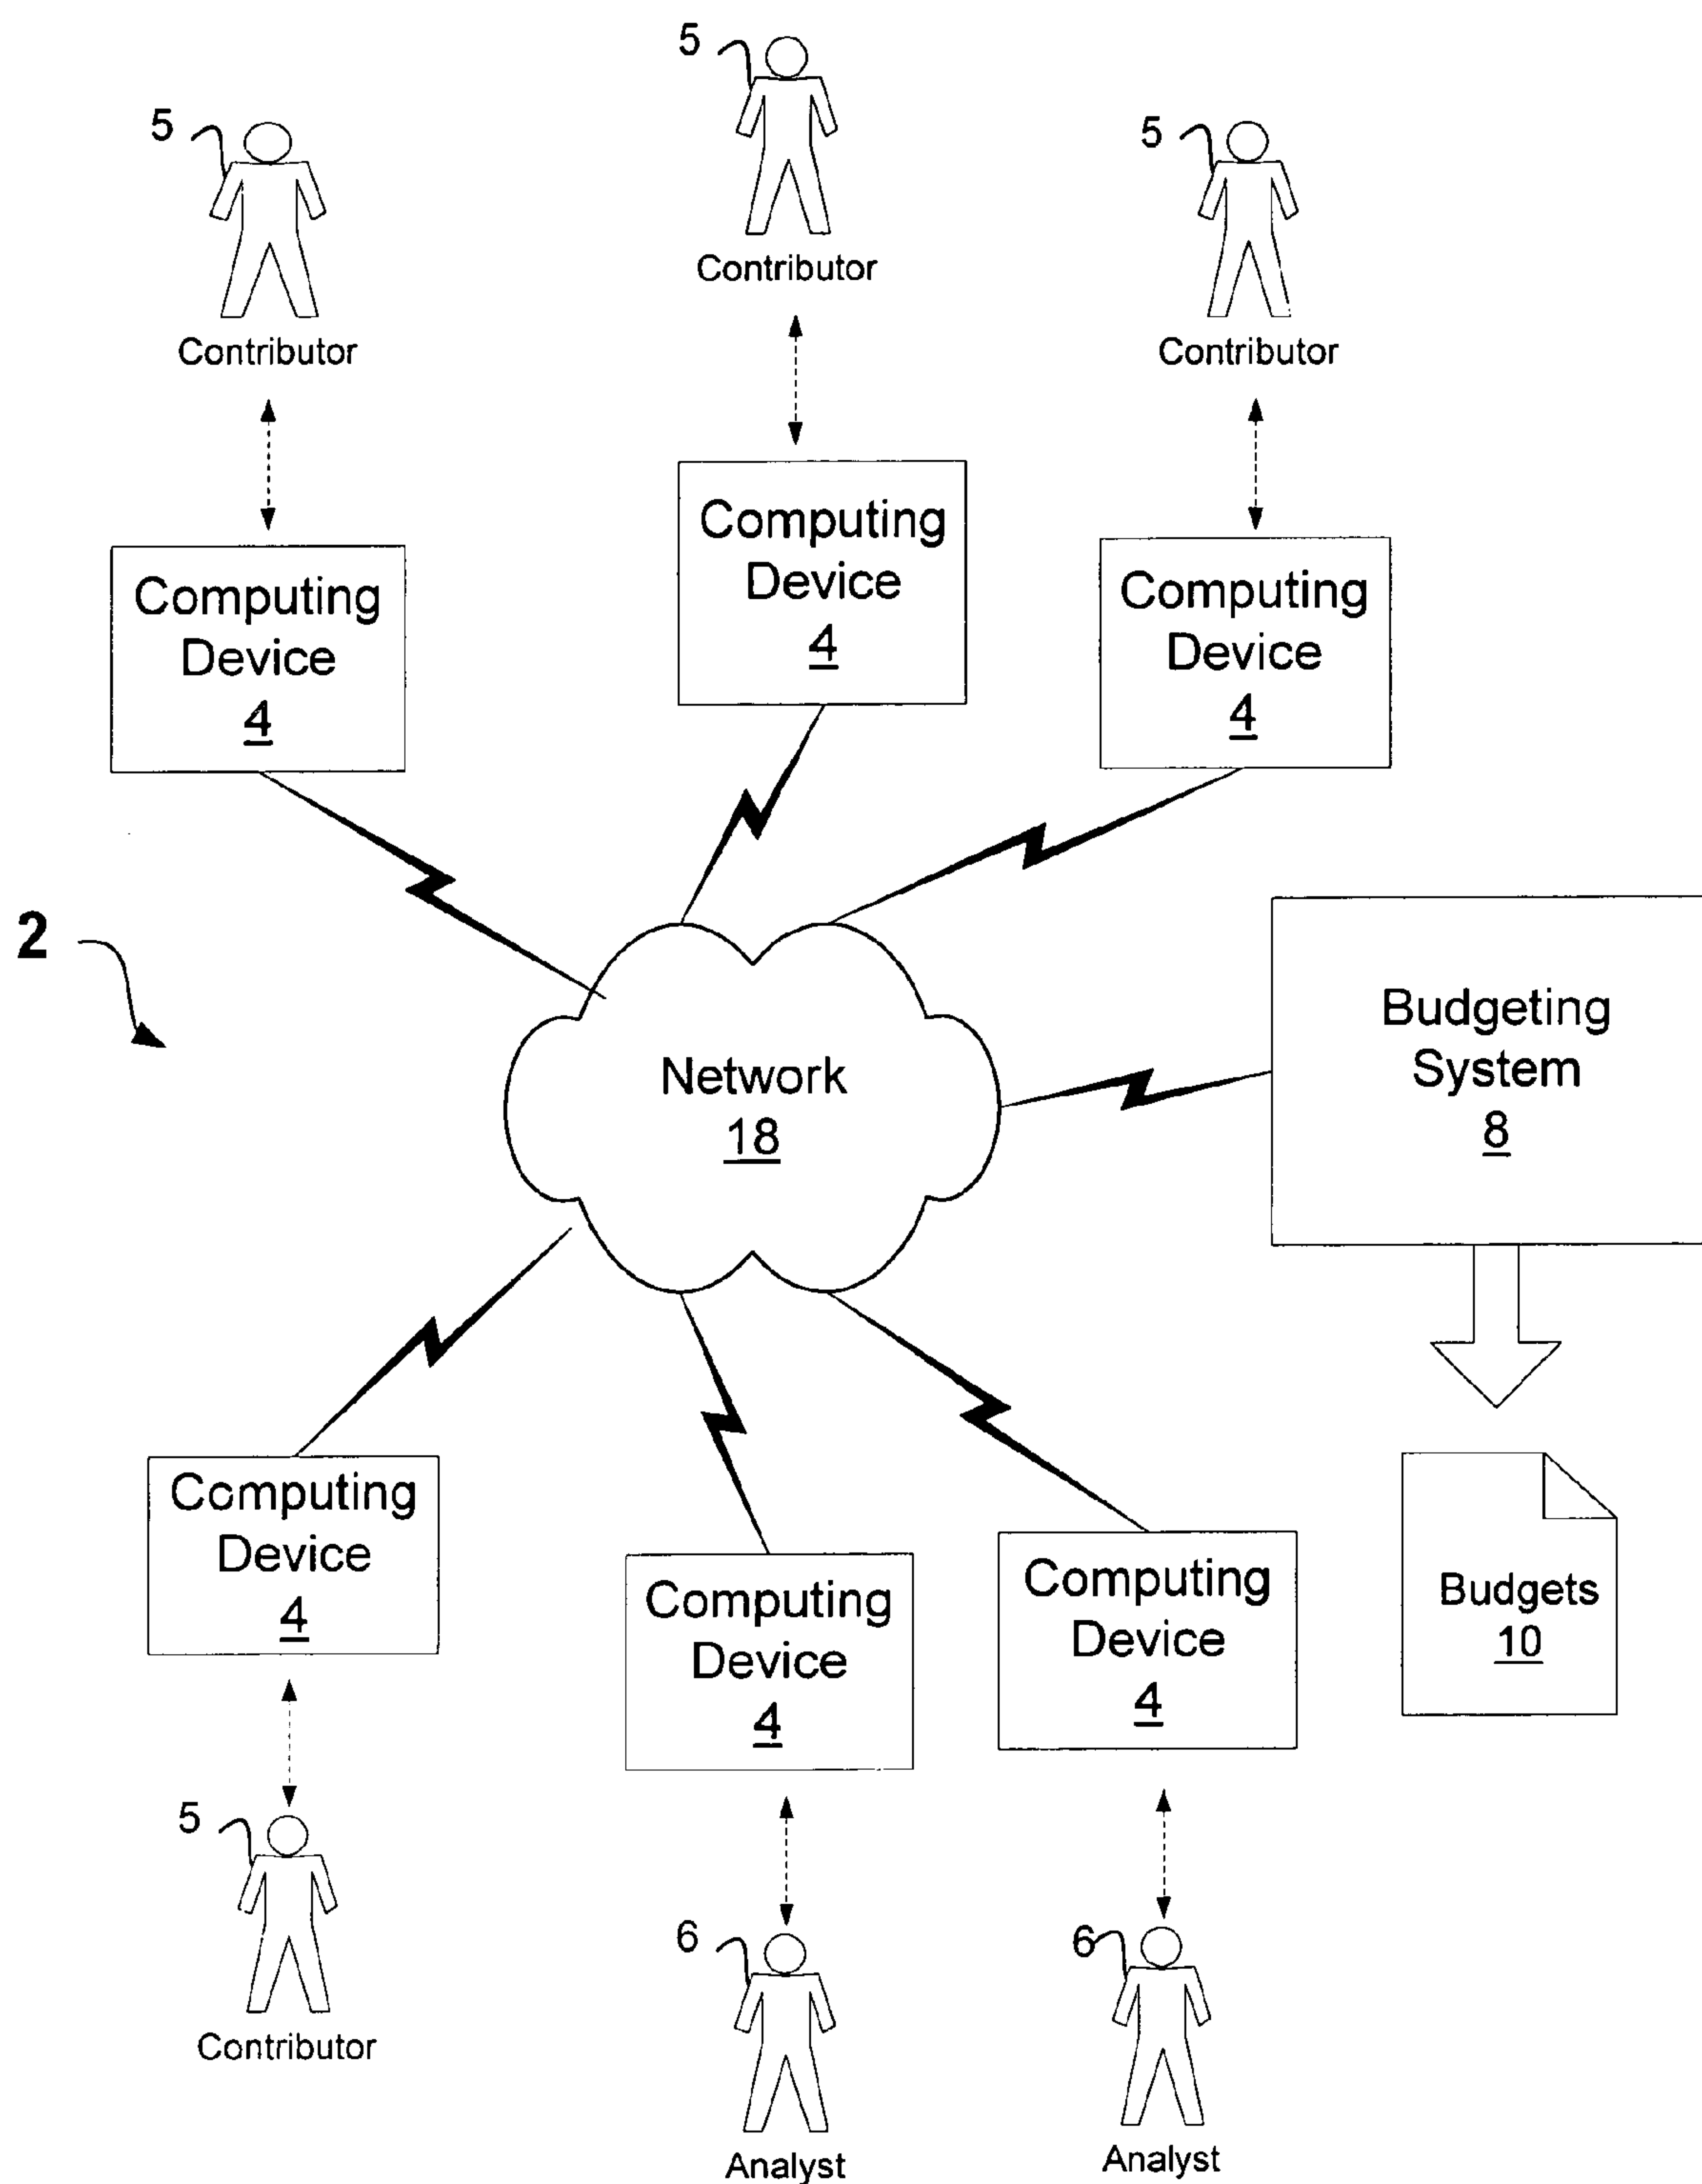 5
Contributor
5
Contributor
5
Contributor
Computing
Device
4
Computing
Device
4
Computing
Device
4
2
Network
18
Budgeting
System
8
Computing
Device
4
Computing
Device
4
Computing
Device
4
Budgets
10
5
Contributor
6
Analyst
6
Analyst